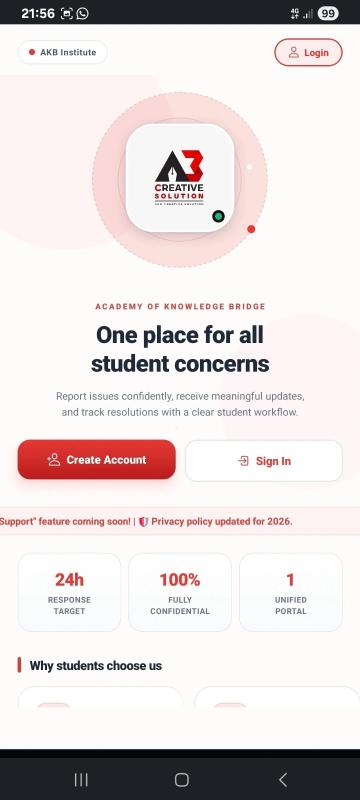 21:56
4G
99
AKB Institute
Login
CREATIVE
SOLUTION
ACADEMY OF KNOWLEDGE BRIDGE
One place for all
student concerns
Report issues confidently, receive meaningful updates,
and track resolutions with a clear student workflow.
Create Account
Sign In
Support" feature coming soon! | Privacy policy updated for 2026.
24h
RESPONSE
TARGET
100%
FULLY
CONFIDENTIAL
1
UNIFIED
PORTAL
Why students choose us